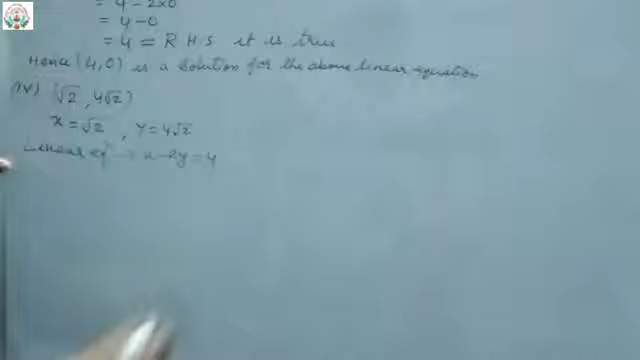 = 4 - 2x0
= 4 - 0
= 4 = R H S it is true
Hence (4,0) is a solution for the above linear equation
(IV) (√2, 4√2)
x = √2 , y = 4√2
Linear eqn → x - 2y = 4